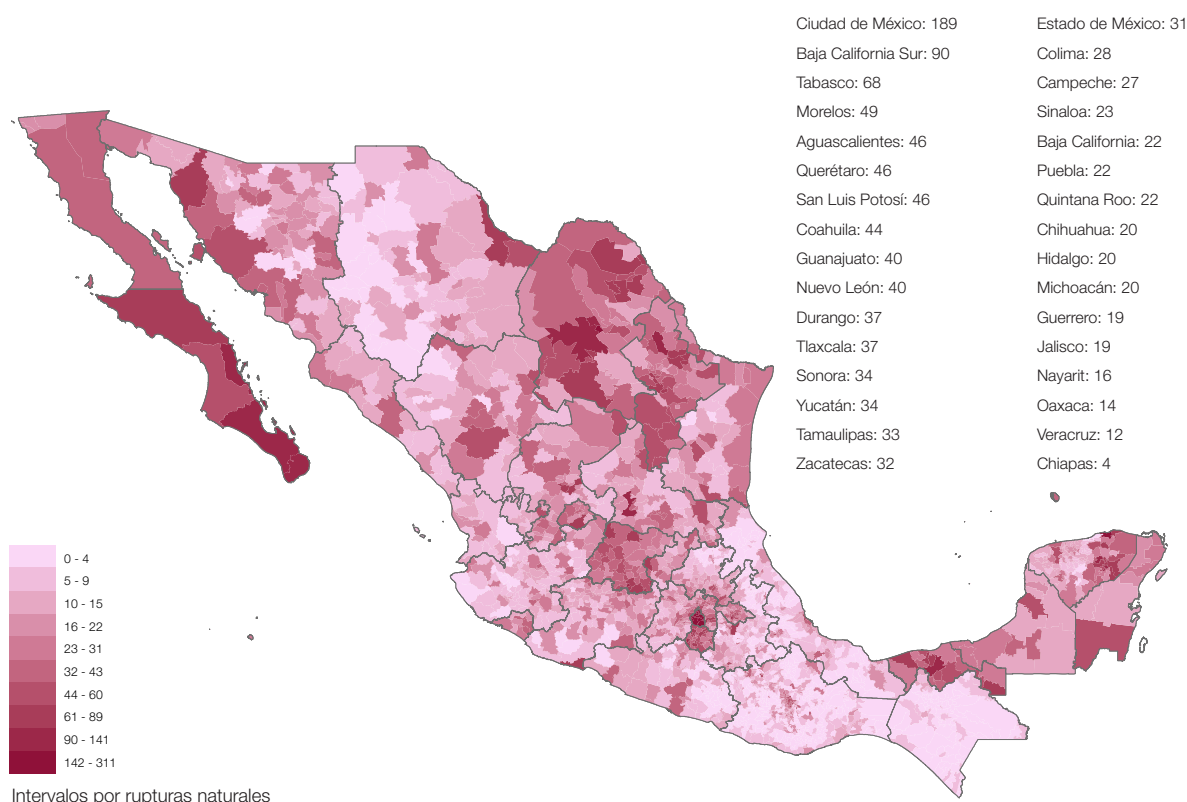 Ciudad de México: 189
Baja California Sur: 90
Tabasco: 68
Morelos: 49
Aguascalientes: 46
Querétaro: 46
San Luis Potosí: 46
Coahuila: 44
Guanajuato: 40
Nuevo León: 40
Durango: 37
Tlaxcala: 37
Sonora: 34
Yucatán: 34
Tamaulipas: 33
Zacatecas: 32
Estado de México: 31
Colima: 28
Campeche: 27
Sinaloa: 23
Baja California: 22
Puebla: 22
Quintana Roo: 22
Chihuahua: 20
Hidalgo: 20
Michoacán: 20
Guerrero: 19
Jalisco: 19
Nayarit: 16
Oaxaca: 14
Veracruz: 12
Chiapas: 4
0 - 4
5 - 9
10 - 15
16 - 22
23 - 31
32 - 43
44 - 60
61 - 89
90 - 141
142 - 311
Intervalos por rupturas naturales